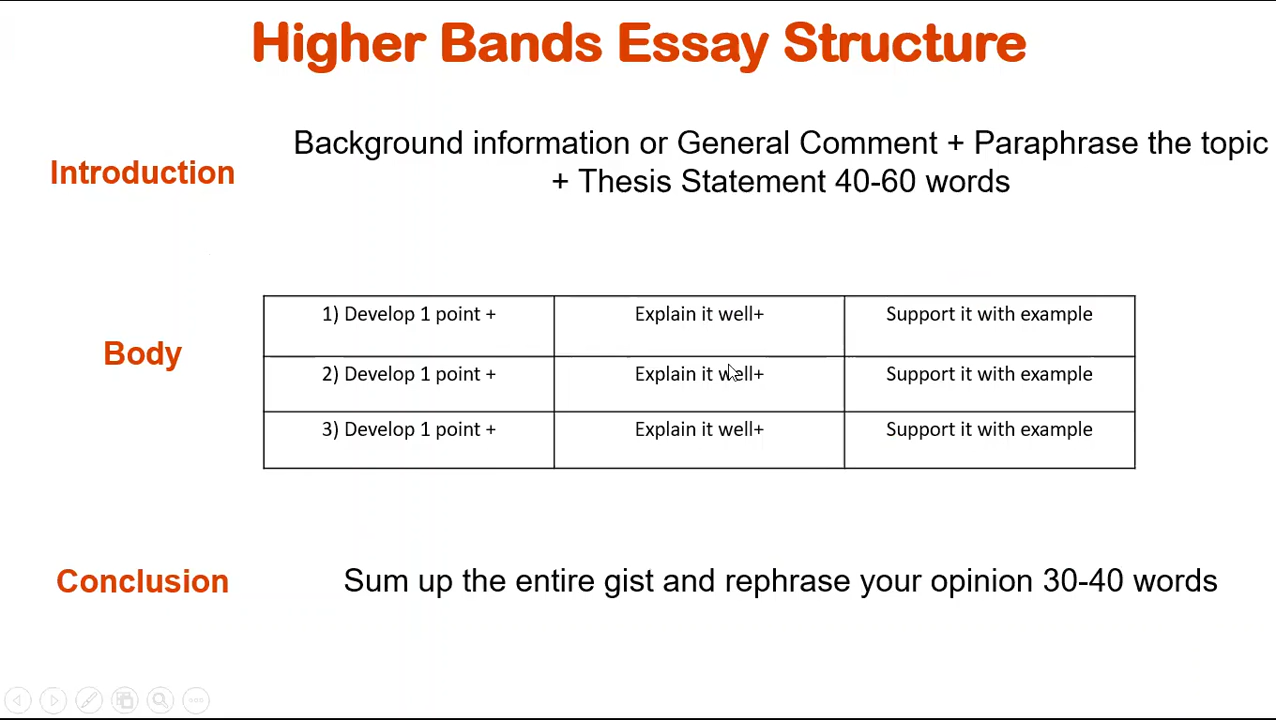 Higher Bands Essay Structure
Introduction
Background information or General Comment + Paraphrase the topic
+ Thesis Statement 40-60 words
Body
1) Develop 1 point +
Explain it well+
Support it with example
2) Develop 1 point +
Explain it well+
Support it with example
3) Develop 1 point +
Explain it well+
Support it with example
Conclusion
Sum up the entire gist and rephrase your opinion 30-40 words